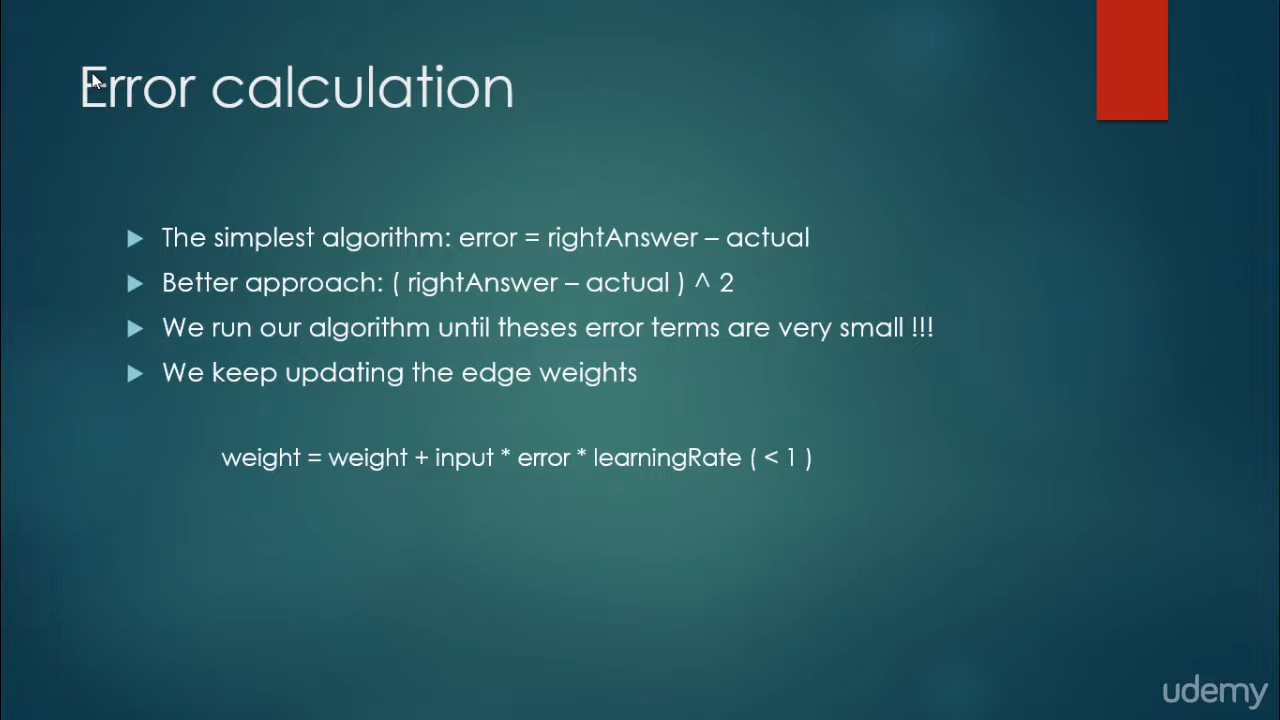 Error calculation
The simplest algorithm: error = rightAnswer – actual
Better approach: ( rightAnswer – actual ) ^ 2
We run our algorithm until theses error terms are very small !!!
We keep updating the edge weights
weight = weight + input * error * learningRate ( < 1 )
udemy